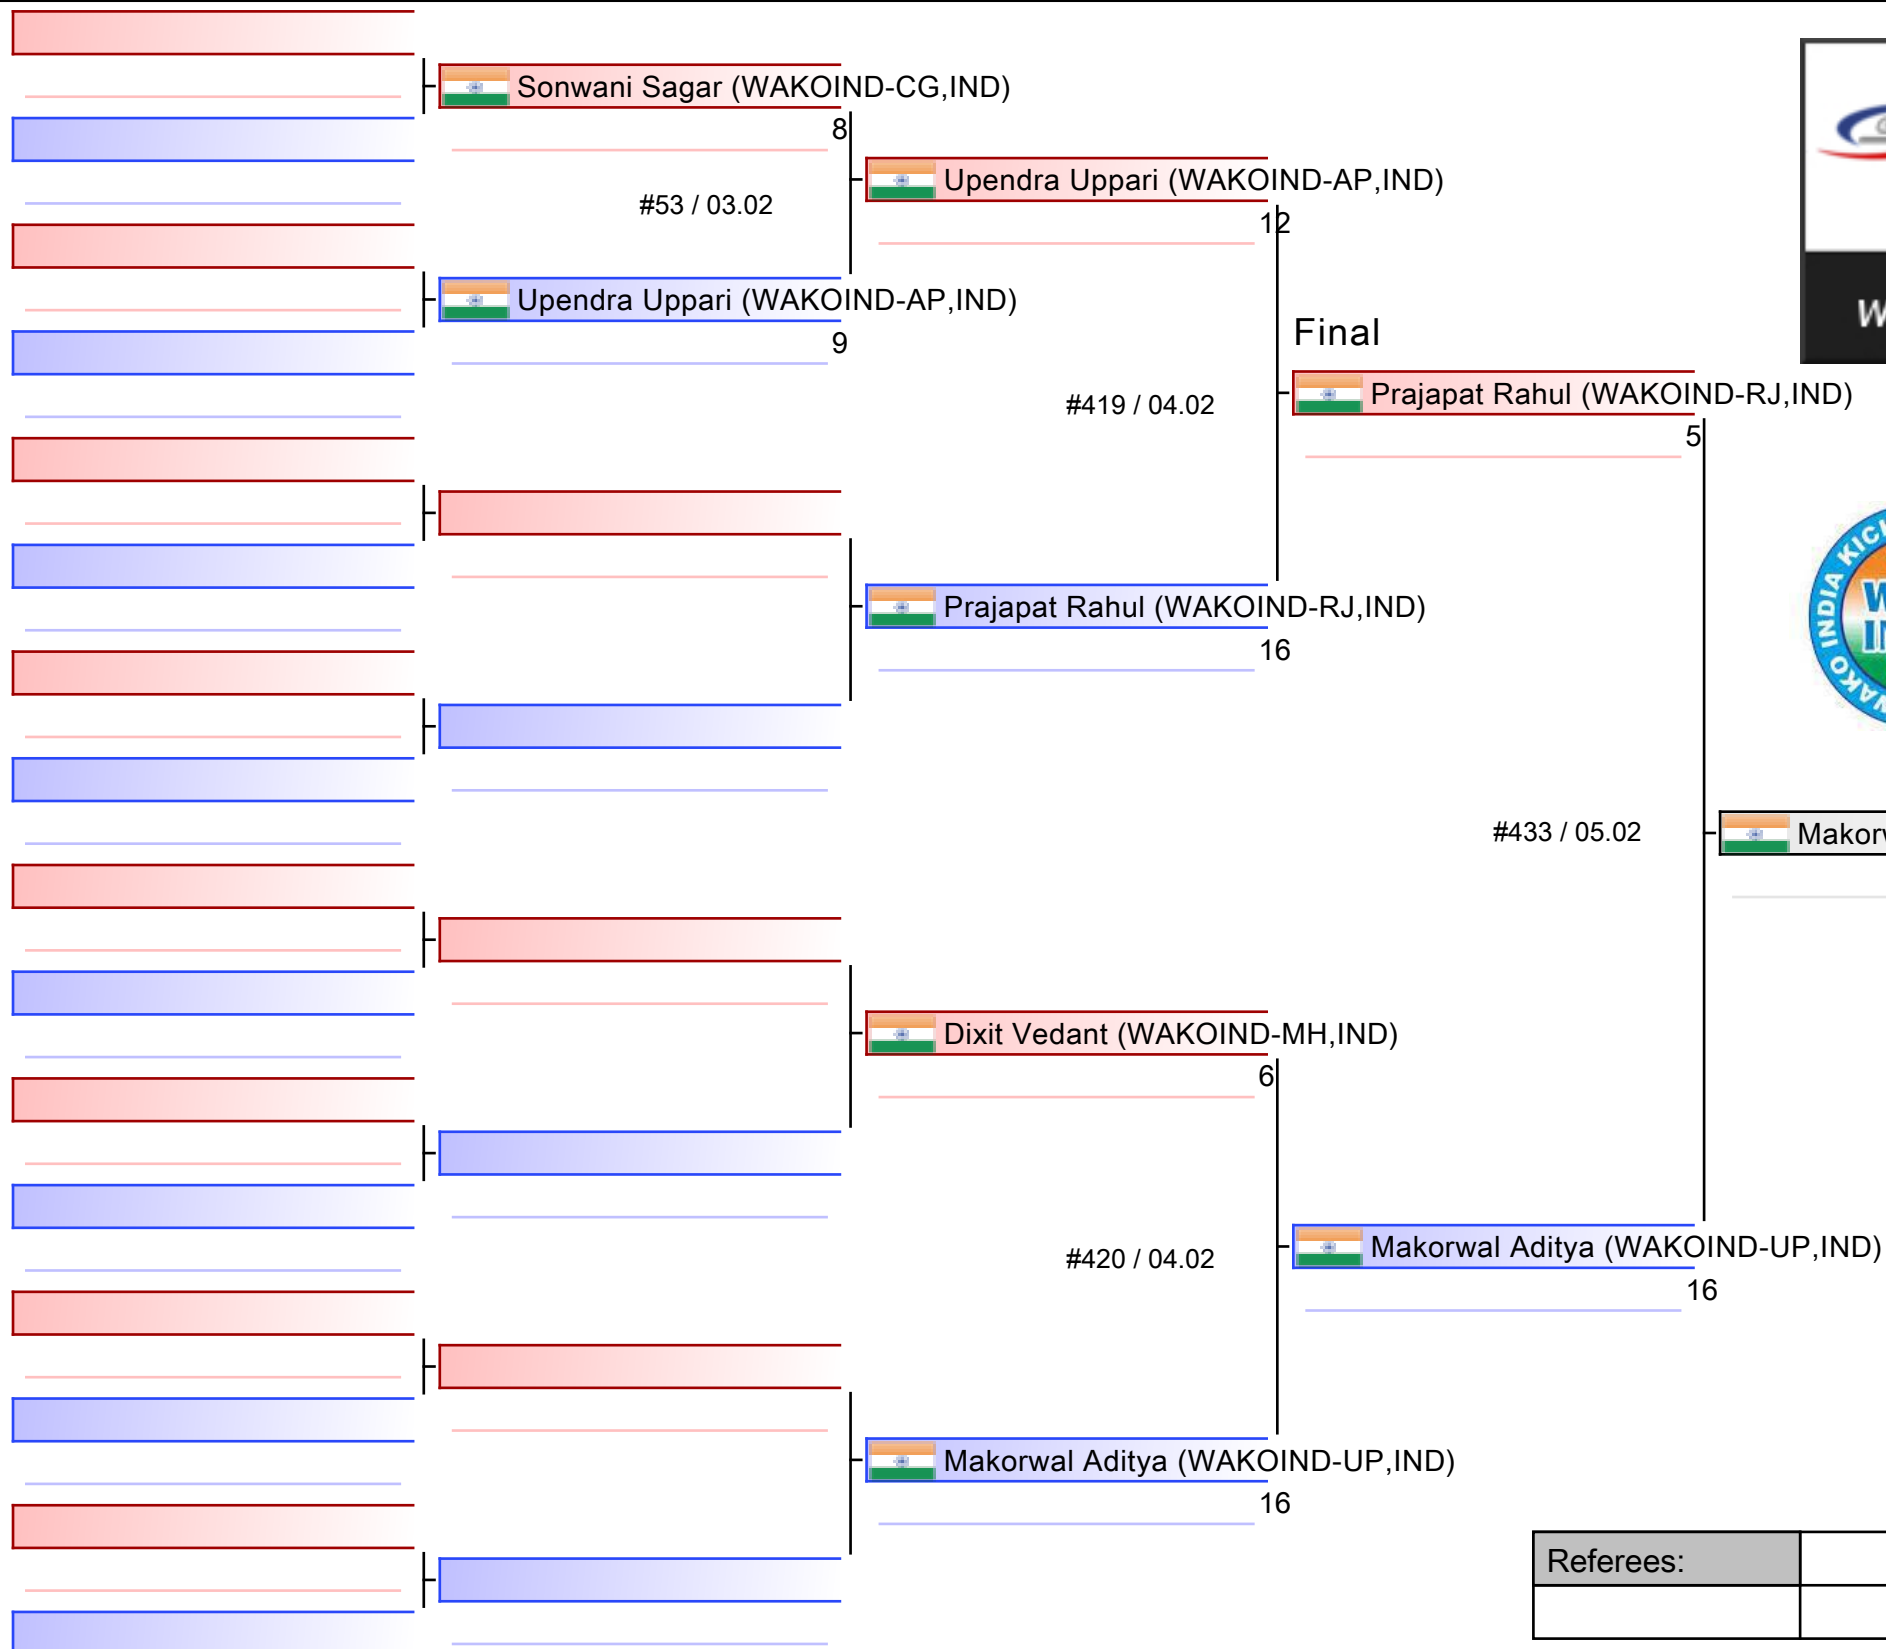 Sonwani Sagar (WAKOIND-CG,IND)
8
#53 / 03.02
Upendra Uppari (WAKOIND-AP,IND)
9
Upendra Uppari (WAKOIND-AP,IND)
12
#419 / 04.02
Prajapat Rahul (WAKOIND-RJ,IND)
16
Final
Prajapat Rahul (WAKOIND-RJ,IND)
5
#433 / 05.02
Dixit Vedant (WAKOIND-MH,IND)
6
#420 / 04.02
Makorwal Aditya (WAKOIND-UP,IND)
16
Makorwal Aditya (WAKOIND-UP,IND)
16
WAKO INDIA
Referees: